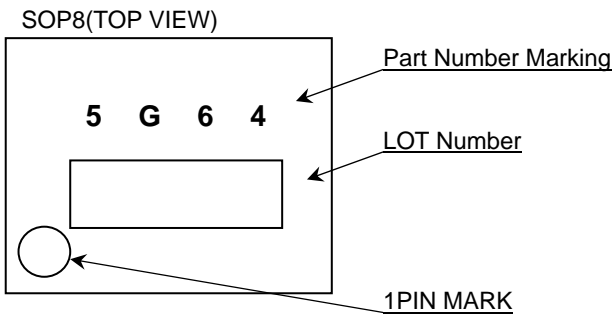 SOP8(TOP VIEW)
Part Number Marking
5 G 6 4
LOT Number
1PIN MARK